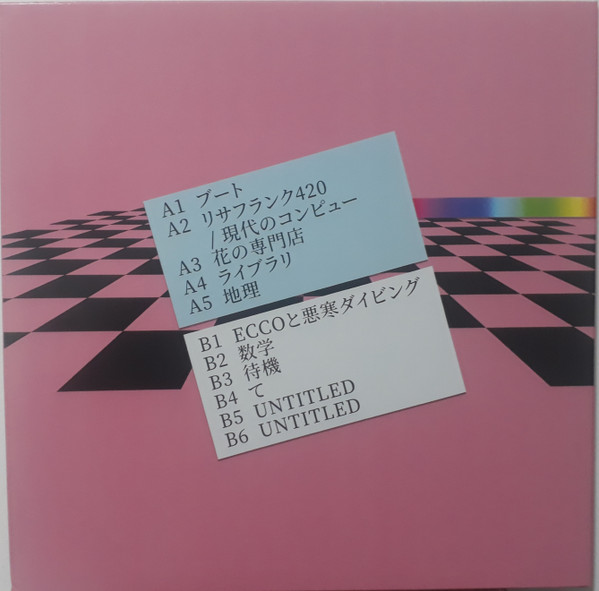 A1 ブート
A2 リサフランク420
/現代のコンピュー
A3 花の専門店
A4 ライブラリ
A5 地理
B1 ECCOと悪寒ダイビング
B2 数学
B3 待機
B4 て
B5 UNTITLED
B6 UNTITLED